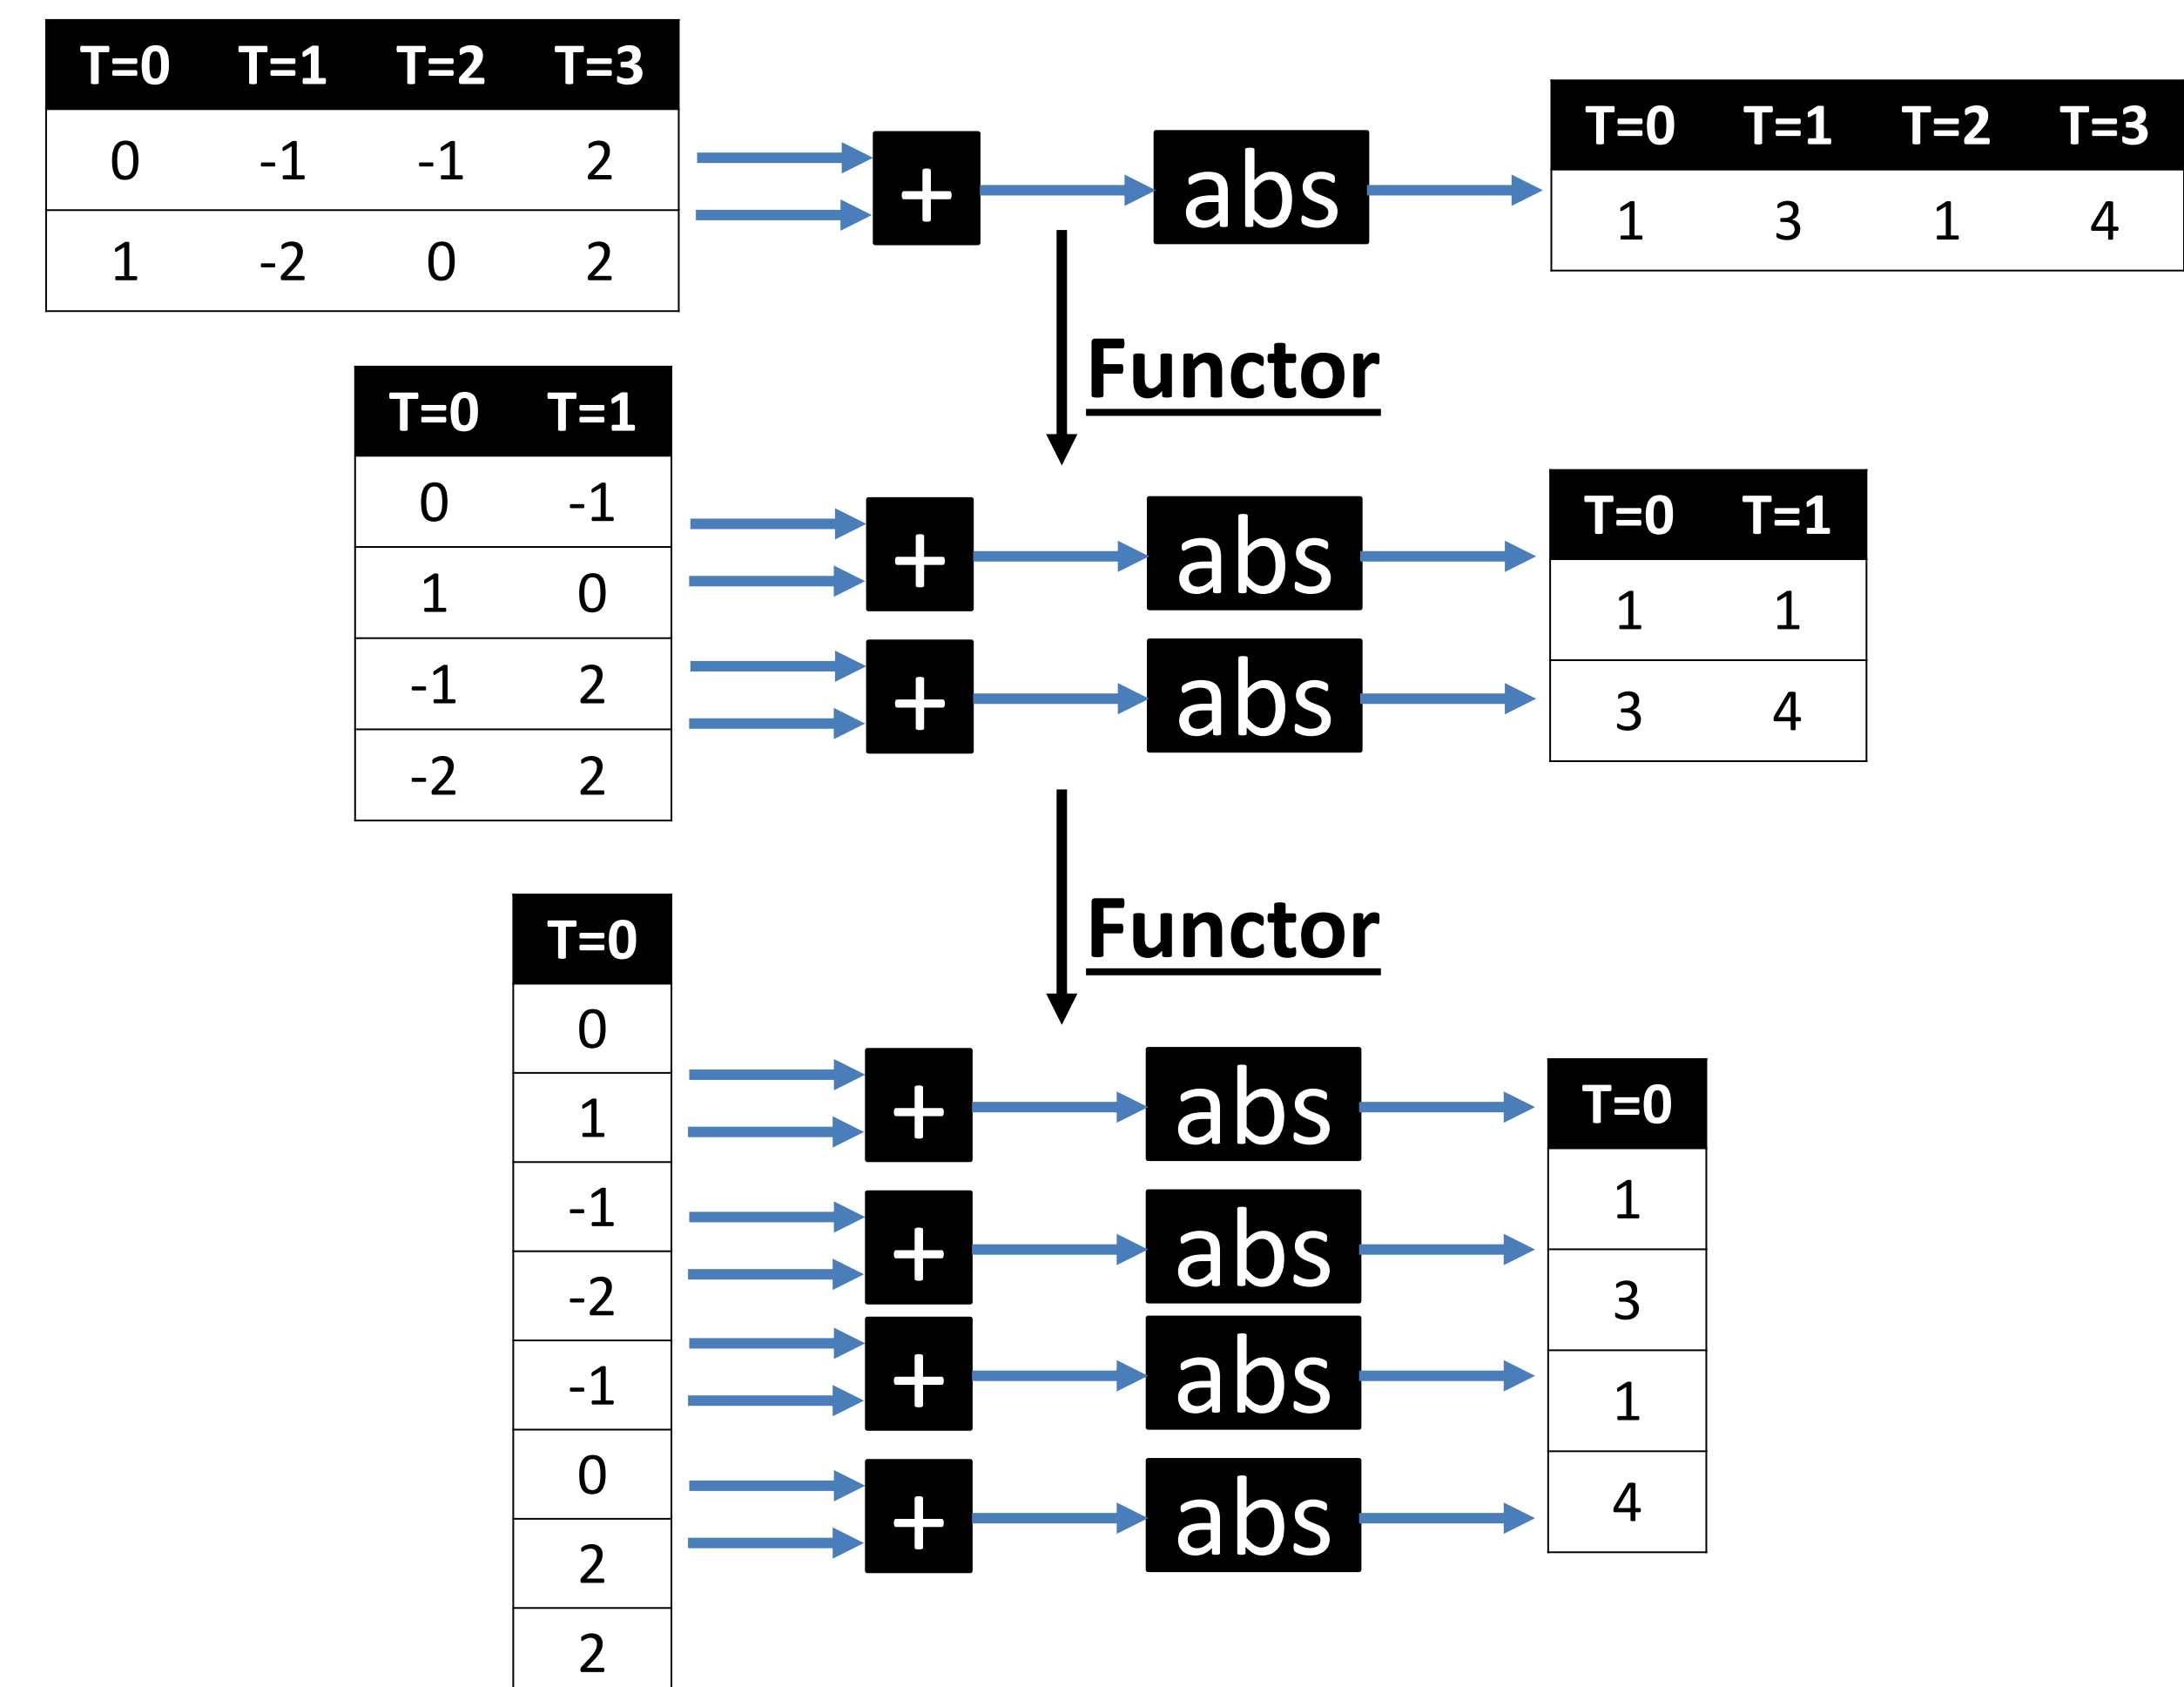 T=0 T=1 T=2 T=3
0 -1 -1 2
1 -2 0 2
+ abs
T=0 T=1 T=2 T=3
1 3 1 4
Functor
T=0 T=1
0 -1
1 0
-1 2
-2 2
+ abs
+ abs
T=0 T=1
1 1
3 4
Functor
T=0
0
1
-1
-2
-1
0
2
2
+ abs
+ abs
+ abs
+ abs
T=0
1
3
1
4